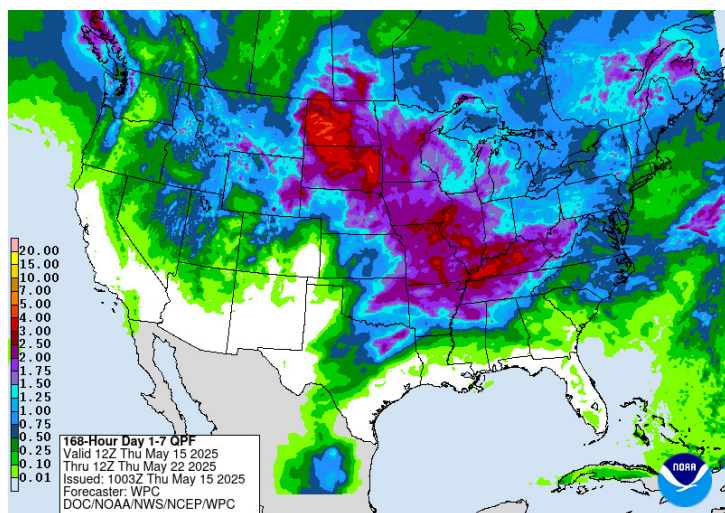 20.00
15.00
10.00
7.00
5.00
4.00
3.00
2.50
2.00
1.75
1.50
1.25
1.00
0.75
0.50
0.25
0.10
0.01
168-Hour Day 1-7 QPF
Valid 12Z Thu May 15 2025
Thru 12Z Thu May 22 2025
Issued: 1003Z Thu May 15 2025
Forecaster: WPC
DOC/NOAA/NWS/NCEP/WPC
NOAA